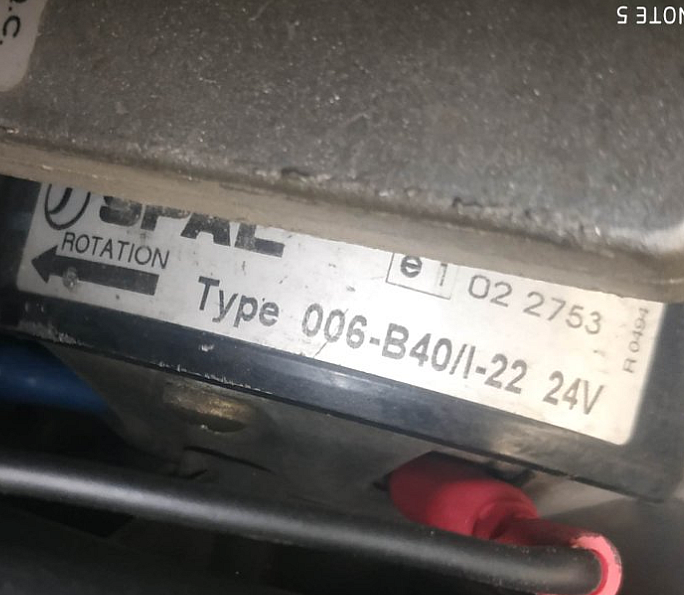 SPAL
ROTATION
e 1 02 2753
Type 006-B40/I-22 24V
R 0494
NOTE 5